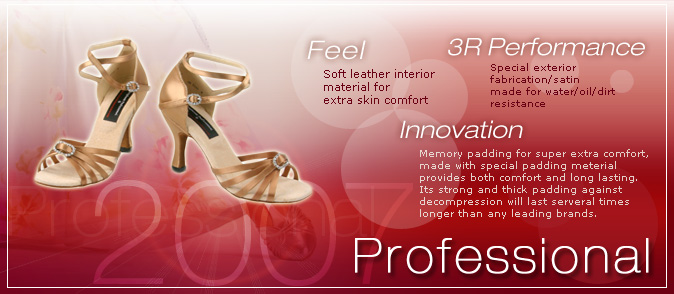 Feel
Soft leather interior
material for
extra skin comfort
3R Performance
Special exterior
fabrication/satin
made for water/oil/dirt
resistance
Innovation
Memory padding for super extra comfort,
made with special padding meterial
provides both comfort and long lasting.
Its strong and thick padding against
decompression will last serveral times
longer than any leading brands.
Professional
2007
Professional